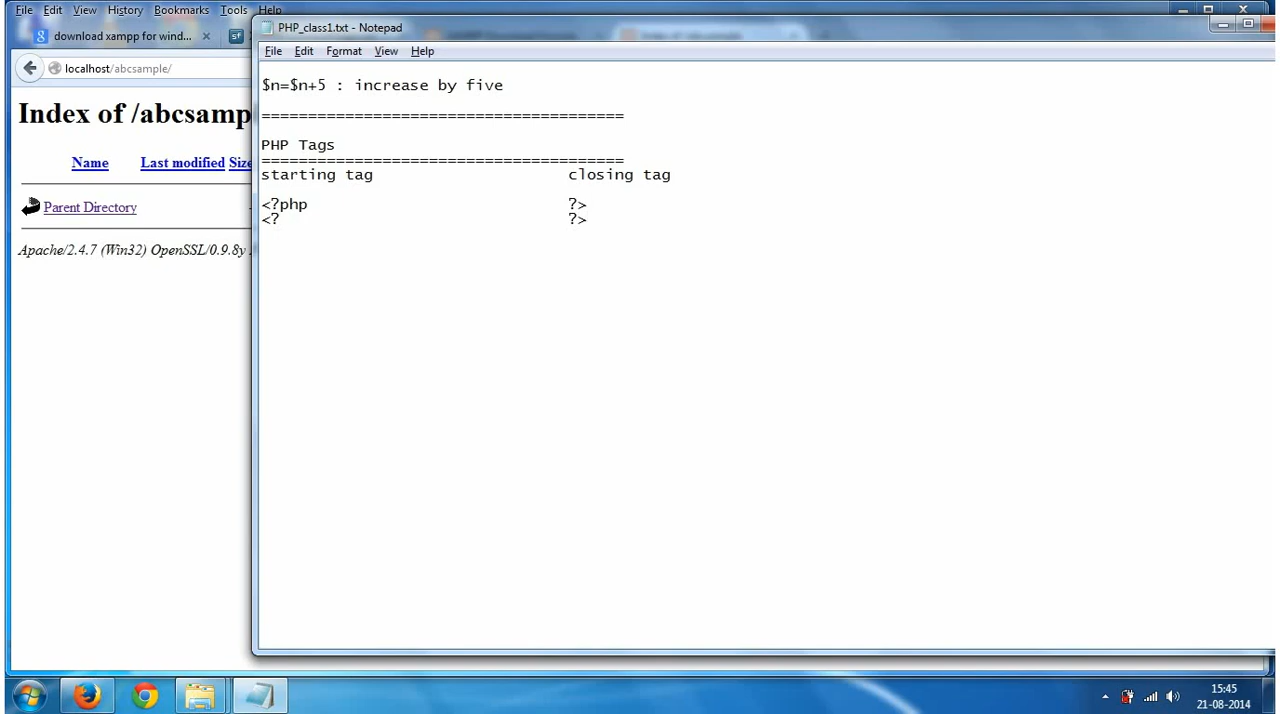 File Edit View History Bookmarks Tools Help
download xampp for wind...
localhost/abcsample/
Index of /abcsamp
Name Last modified Size
Parent Directory
Apache/2.4.7 (Win32) OpenSSL/0.9.8y
PHP_class1.txt - Notepad
File Edit Format View Help
$n=$n+5 : increase by five
=======================================
PHP Tags
=======================================
starting tag closing tag
<?php ?>
<? ?>
15:45
21-08-2014